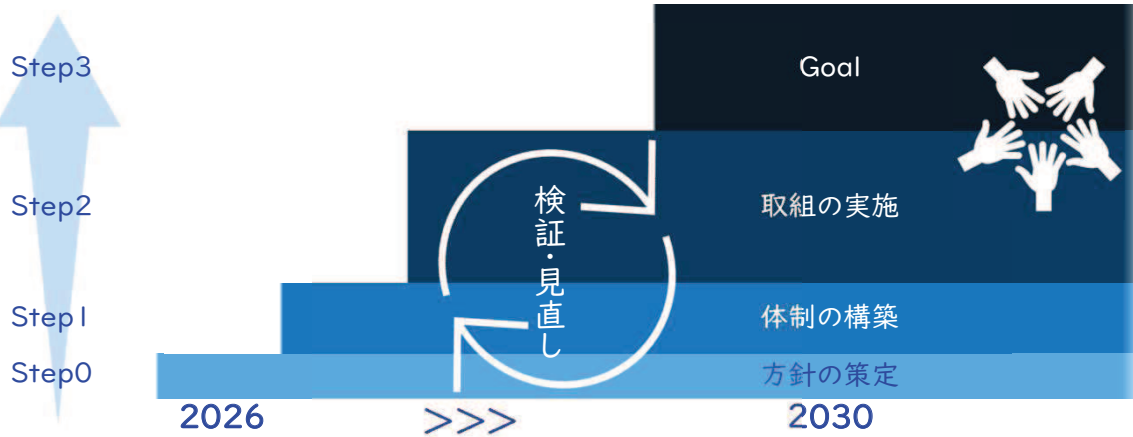 Step3
Goal
Step2
検証・見直し
取組の実施
Step1
体制の構築
Step0
方針の策定
2026
>>>
2030